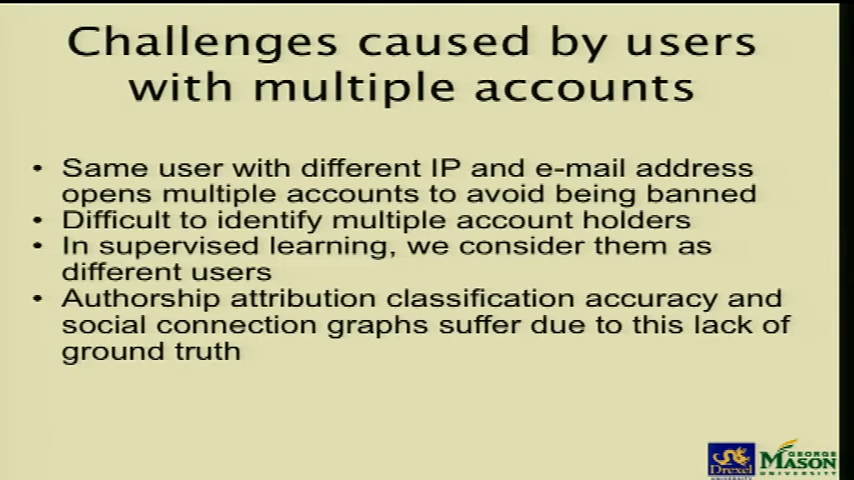 Challenges caused by users
with multiple accounts
• Same user with different IP and e-mail address
opens multiple accounts to avoid being banned
• Difficult to identify multiple account holders
• In supervised learning, we consider them as
different users
• Authorship attribution classification accuracy and
social connection graphs suffer due to this lack of
ground truth
Drexel
UNIVERSITY
GEORGE
MASON
UNIVERSITY